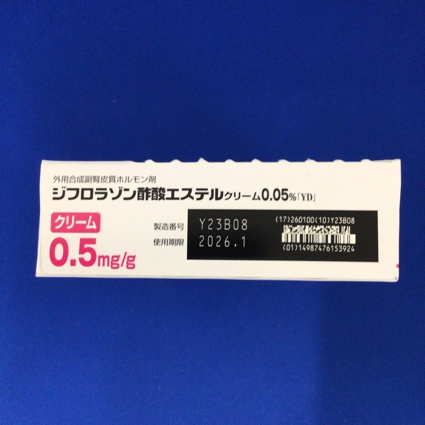 外用合成副腎皮質ホルモン剤
ジフロラゾン酢酸エステルクリーム0.05%「YD」
クリーム
0.5mg/g
製造番号 Y23B08
使用期限 2026.1
(17)260100(10)Y23B08
(01)14987476153924